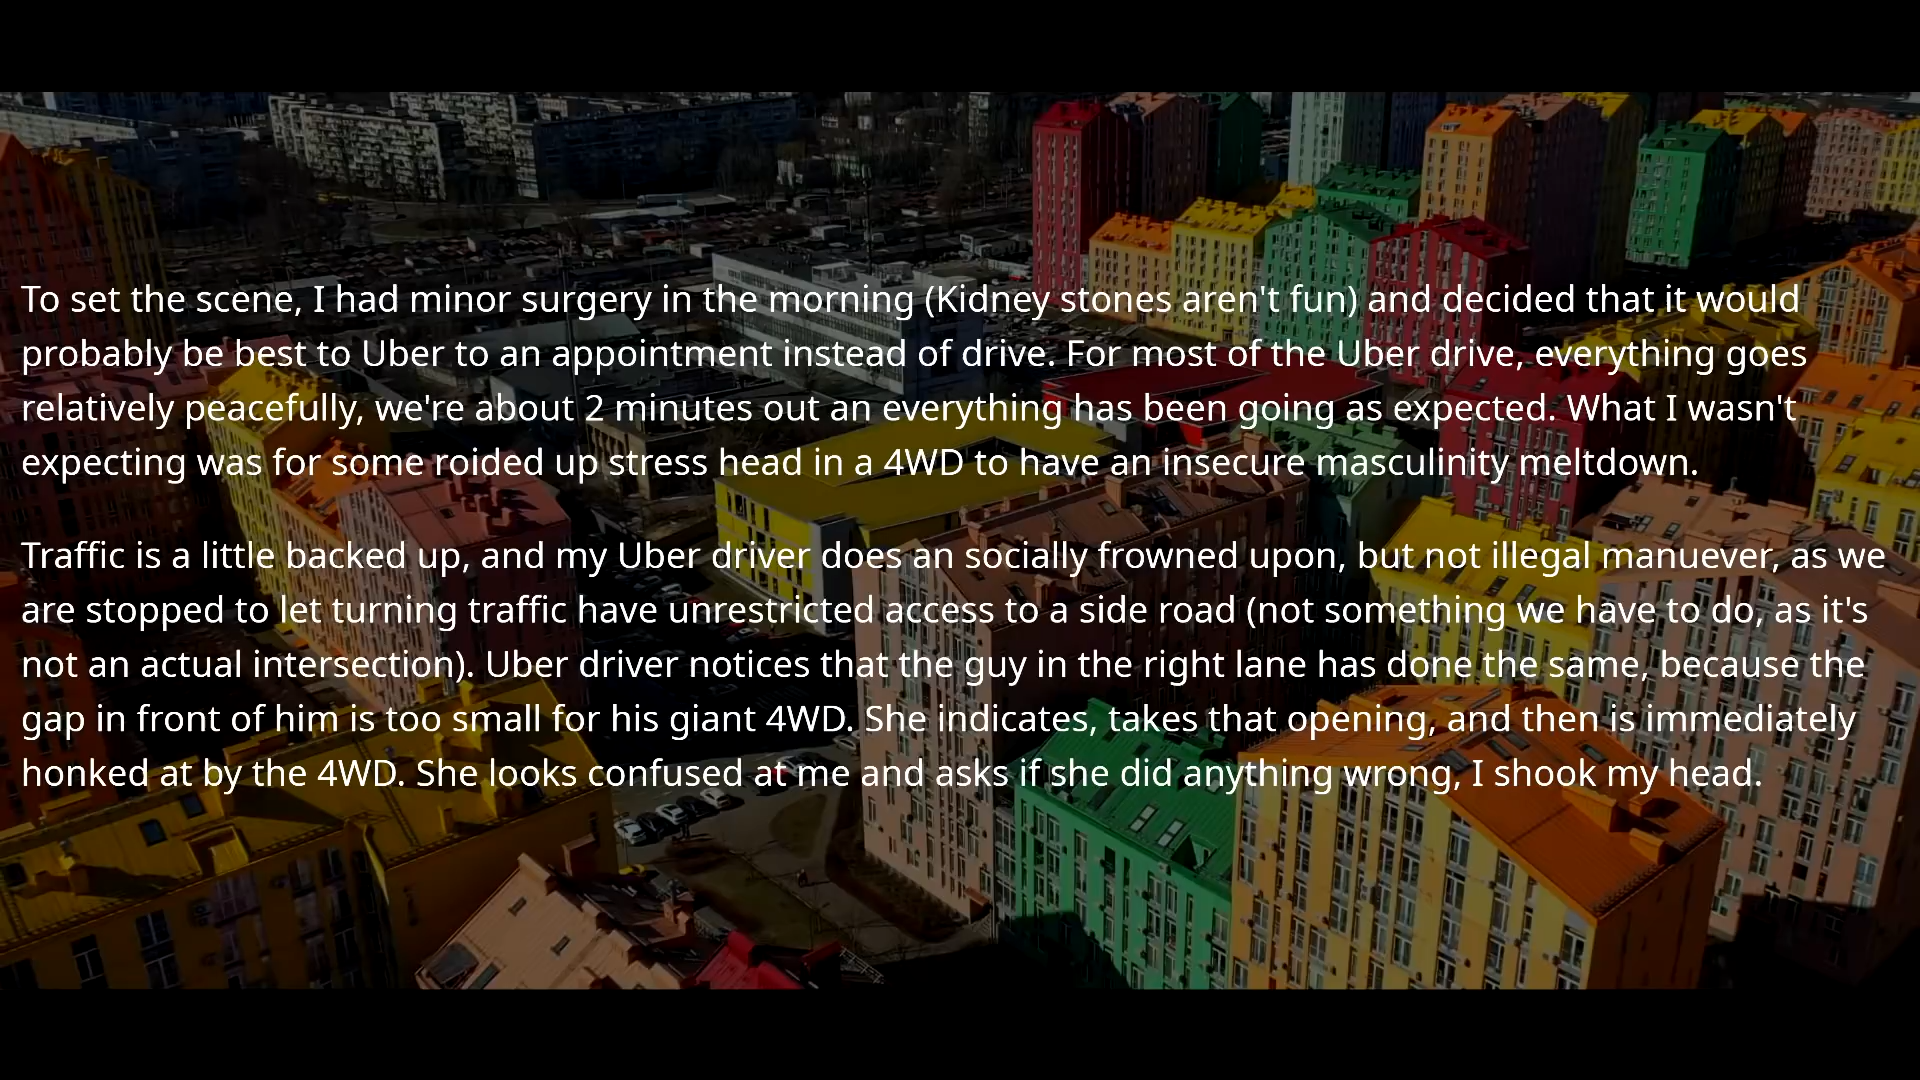 To set the scene, I had minor surgery in the morning (Kidney stones aren't fun) and decided that it would
probably be best to Uber to an appointment instead of drive. For most of the Uber drive, everything goes
relatively peacefully, we're about 2 minutes out an everything has been going as expected. What I wasn't
expecting was for some roided up stress head in a 4WD to have an insecure masculinity meltdown.
Traffic is a little backed up, and my Uber driver does an socially frowned upon, but not illegal manuever, as we
are stopped to let turning traffic have unrestricted access to a side road (not something we have to do, as it's
not an actual intersection). Uber driver notices that the guy in the right lane has done the same, because the
gap in front of him is too small for his giant 4WD. She indicates, takes that opening, and then is immediately
honked at by the 4WD. She looks confused at me and asks if she did anything wrong, I shook my head.